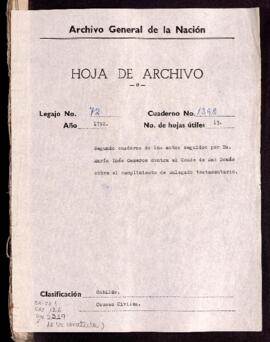 Archivo General de la Nación
HOJA DE ARCHIVO
Legajo No. 72 Cuaderno No. 1398
Año 1792. No. de hojas útiles 13.
Segundo cuaderno de los autos seguidos por Da.
María Inés Cesneros contra el Conde de San Donás
sobre el cumplimiento de un legado testamentario.
Clasificación Cabildo.
Causas Civiles.